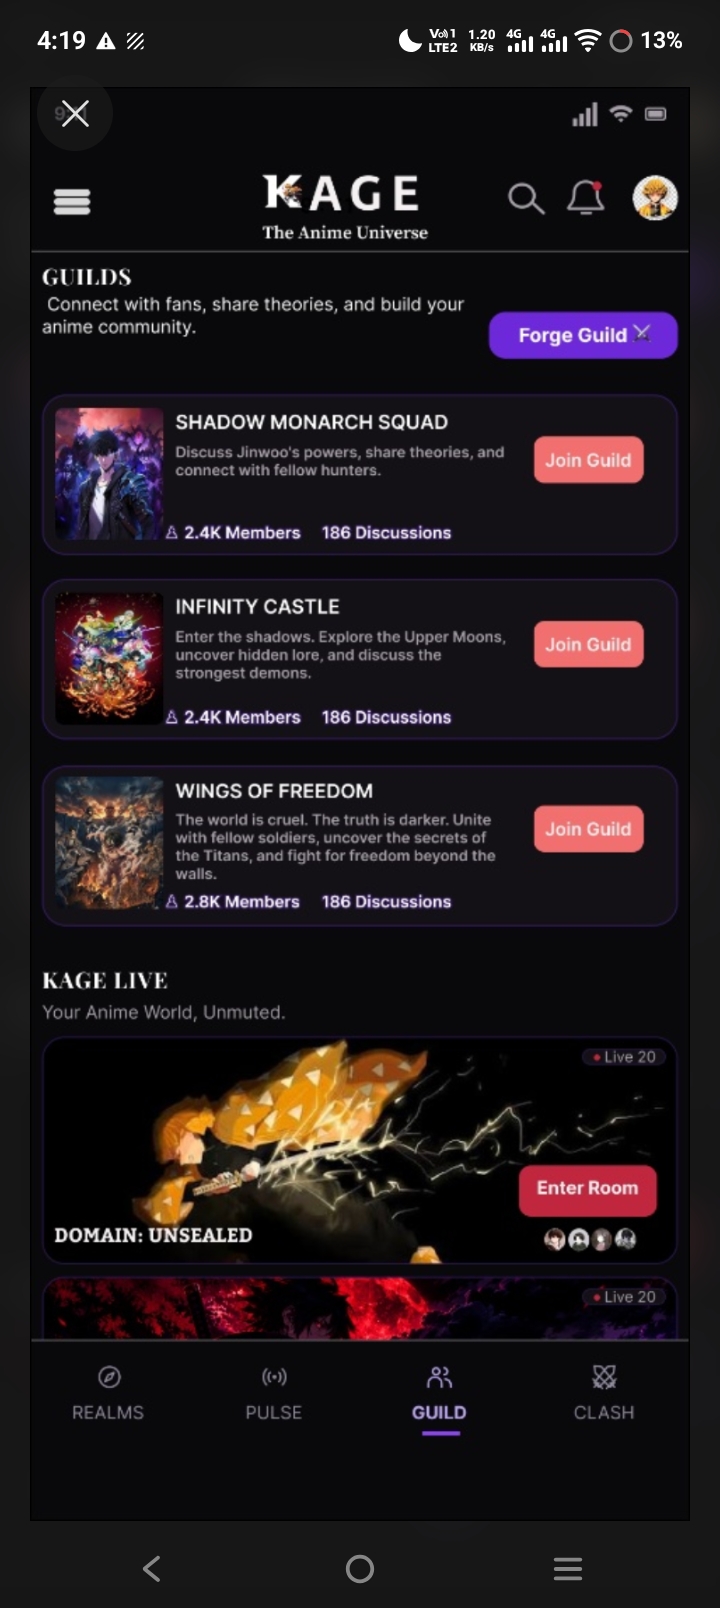 4:19
Vo) 1
LTE2
1.20
KB/s
4G
4G
13%
KAGE
The Anime Universe
GUILDS
Connect with fans, share theories, and build your
anime community.
Forge Guild
SHADOW MONARCH SQUAD
Discuss Jinwoo's powers, share theories, and
connect with fellow hunters.
Join Guild
2.4K Members 186 Discussions
INFINITY CASTLE
Enter the shadows. Explore the Upper Moons,
uncover hidden lore, and discuss the
strongest demons.
Join Guild
2.4K Members 186 Discussions
WINGS OF FREEDOM
The world is cruel. The truth is darker. Unite
with fellow soldiers, uncover the secrets of
the Titans, and fight for freedom beyond the
walls.
Join Guild
2.8K Members 186 Discussions
KAGE LIVE
Your Anime World, Unmuted.
Live 20
Enter Room
DOMAIN: UNSEALED
Live 20
REALMS
PULSE
GUILD
CLASH